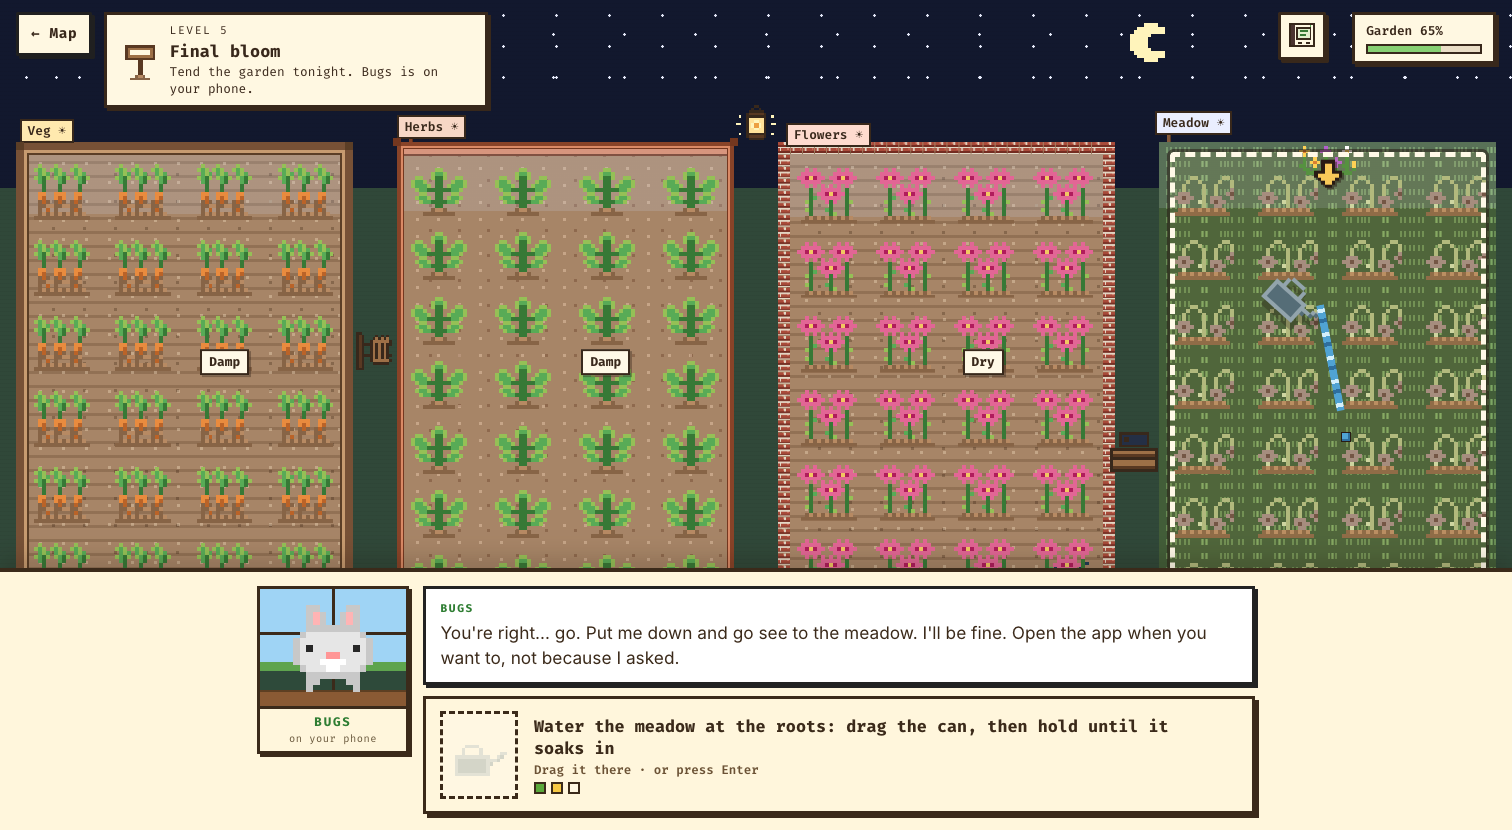 ← Map
LEVEL 5
Final bloom
Tend the garden tonight. Bugs is on
your phone.
Garden 65%
Veg ☀
Herbs ☀
Flowers ☀
Meadow ☀
Damp
Damp
Dry
BUGS
on your phone
BUGS
You're right... go. Put me down and go see to the meadow. I'll be fine. Open the app when you
want to, not because I asked.
Water the meadow at the roots: drag the can, then hold until it
soaks in
Drag it there · or press Enter